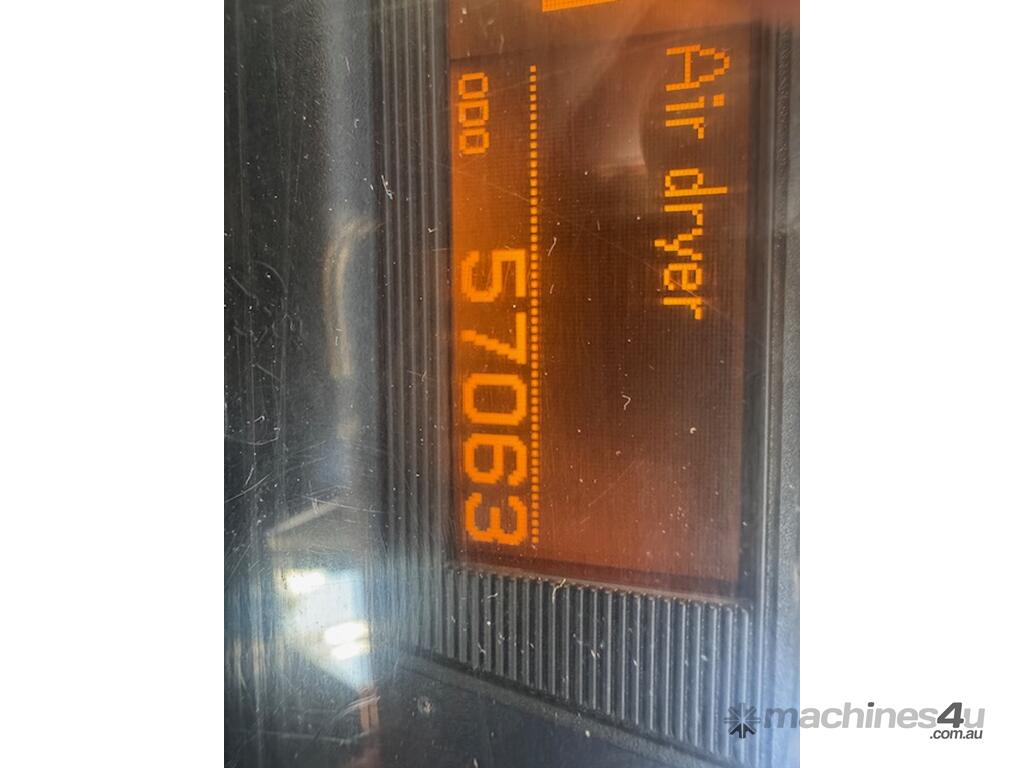 Air dryer
ODO 57063
machines4u
.com.au